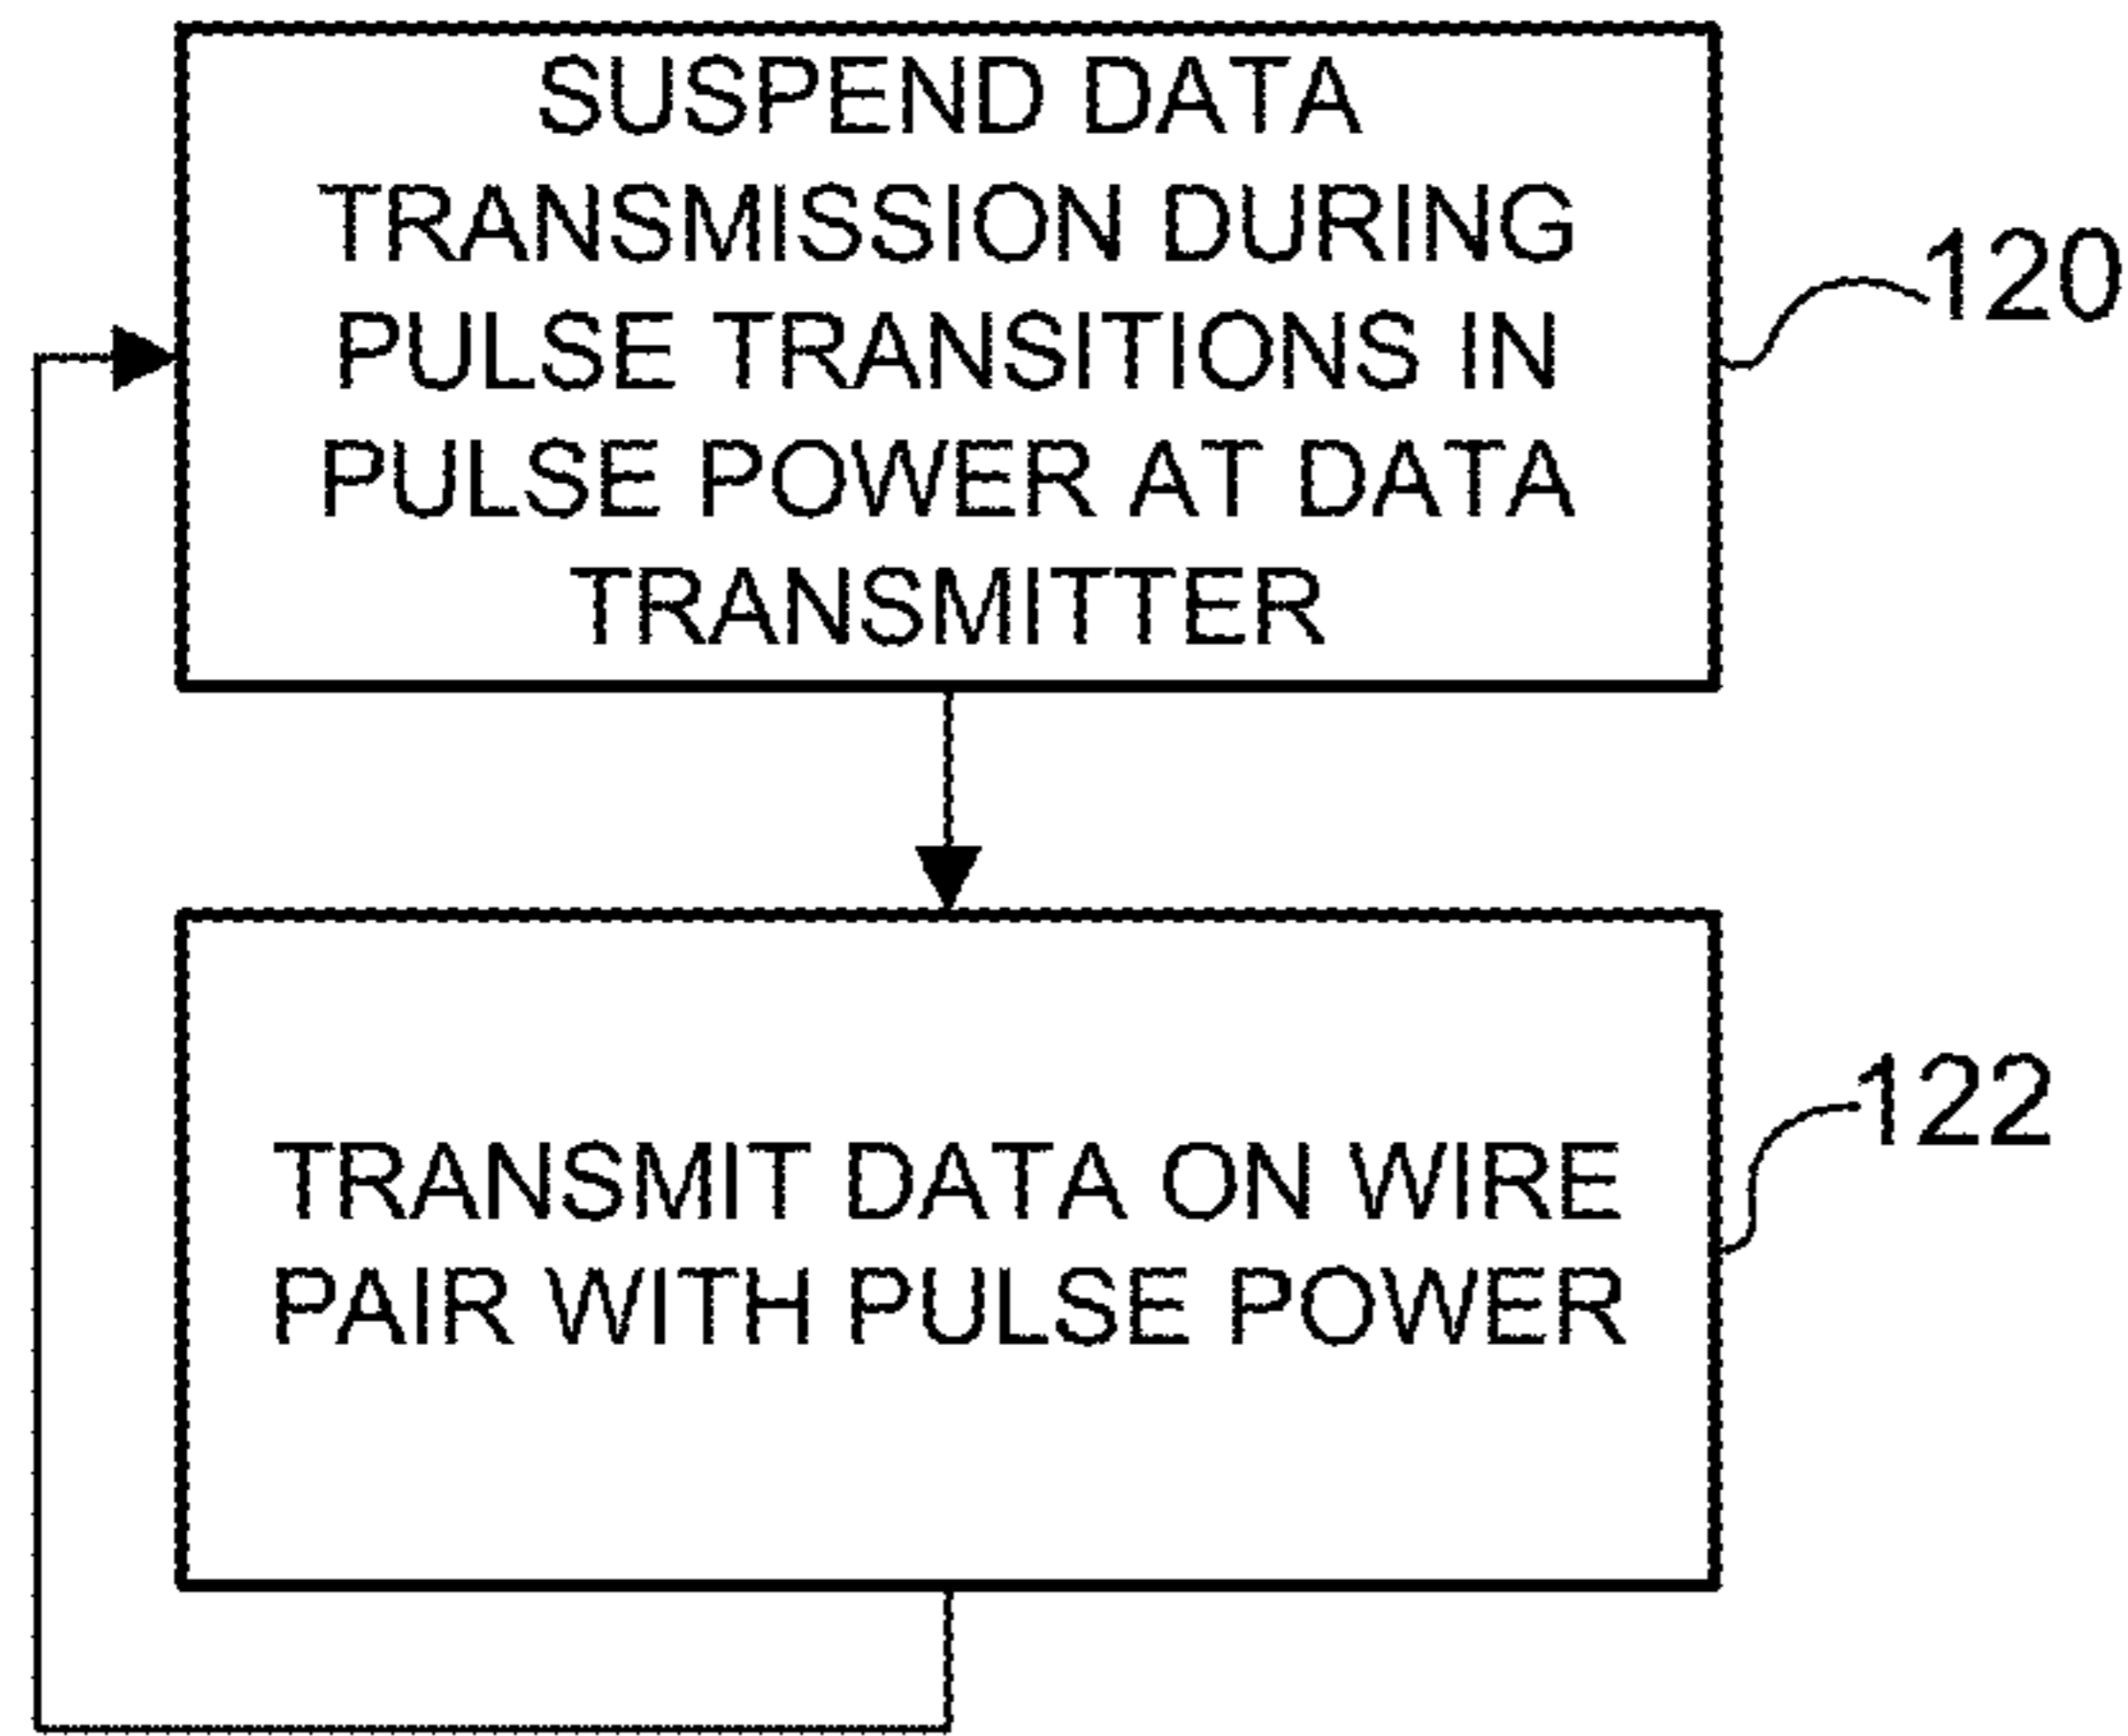 SUSPEND DATA
TRANSMISSION DURING
PULSE TRANSITIONS IN
PULSE POWER AT DATA
TRANSMITTER
120
TRANSMIT DATA ON WIRE
PAIR WITH PULSE POWER
122